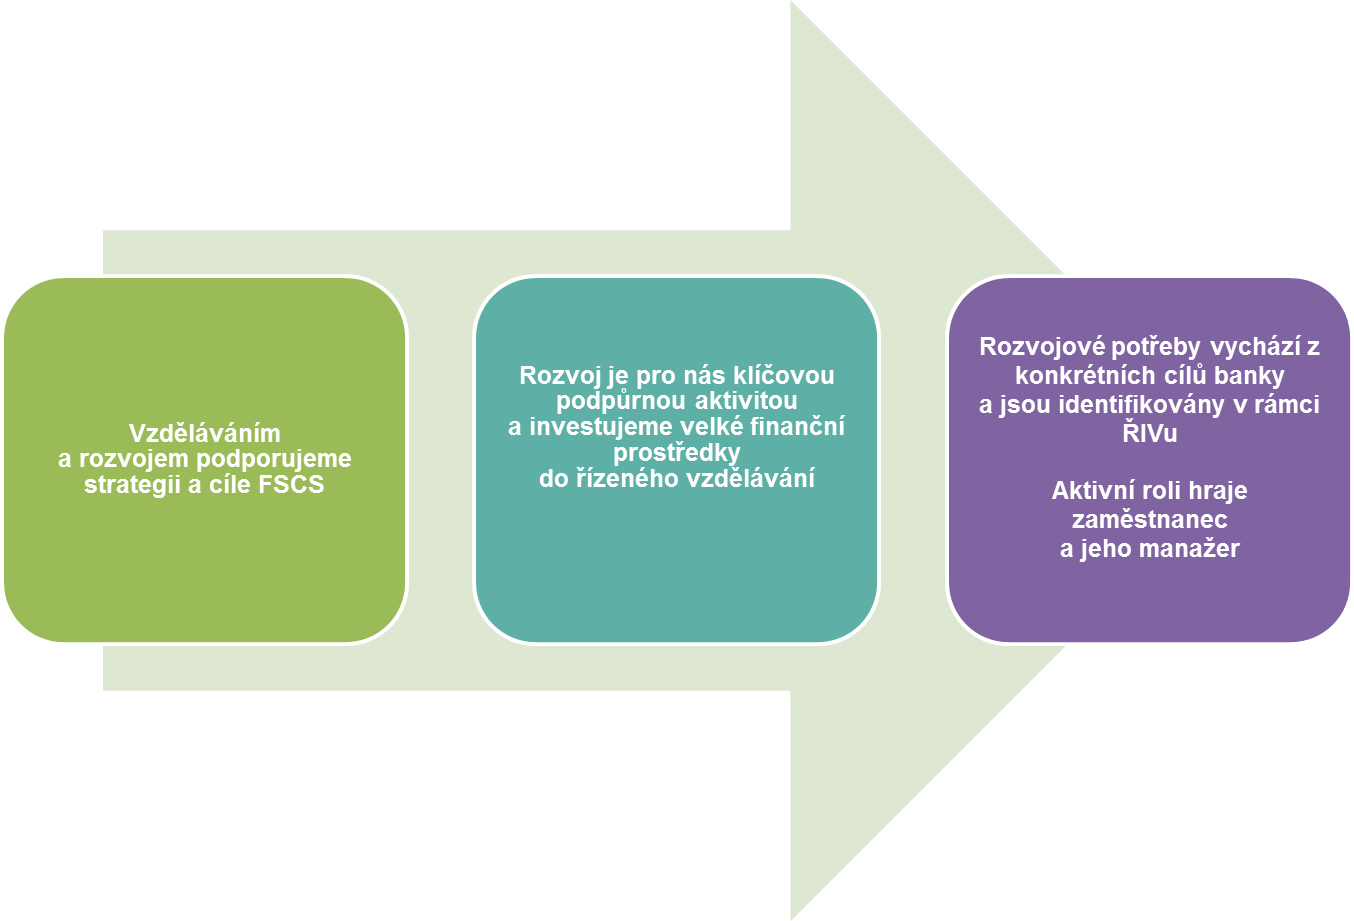 Vzděláváním
a rozvojem podporujeme
strategii a cíle FSCS
Rozvoj je pro nás klíčovou
podpůrnou aktivitou
a investujeme velké finanční
prostředky
do řízeného vzdělávání
Rozvojové potřeby vychází z
konkrétních cílů banky
a jsou identifikovány v rámci
ŘIVu
Aktivní roli hraje
zaměstnanec
a jeho manažer